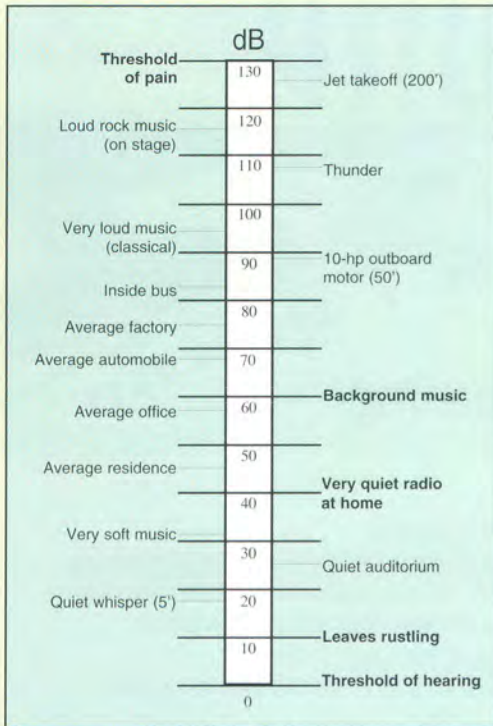 dB
Threshold
of pain
130
Jet takeoff (200')
Loud rock music
(on stage)
120
110
Thunder
100
Very loud music
(classical)
90
10-hp outboard
motor (50')
Inside bus
80
Average factory
Average automobile
70
Background music
Average office
60
50
Average residence
Very quiet radio
at home
40
Very soft music
30
Quiet auditorium
Quiet whisper (5')
20
Leaves rustling
10
Threshold of hearing
0